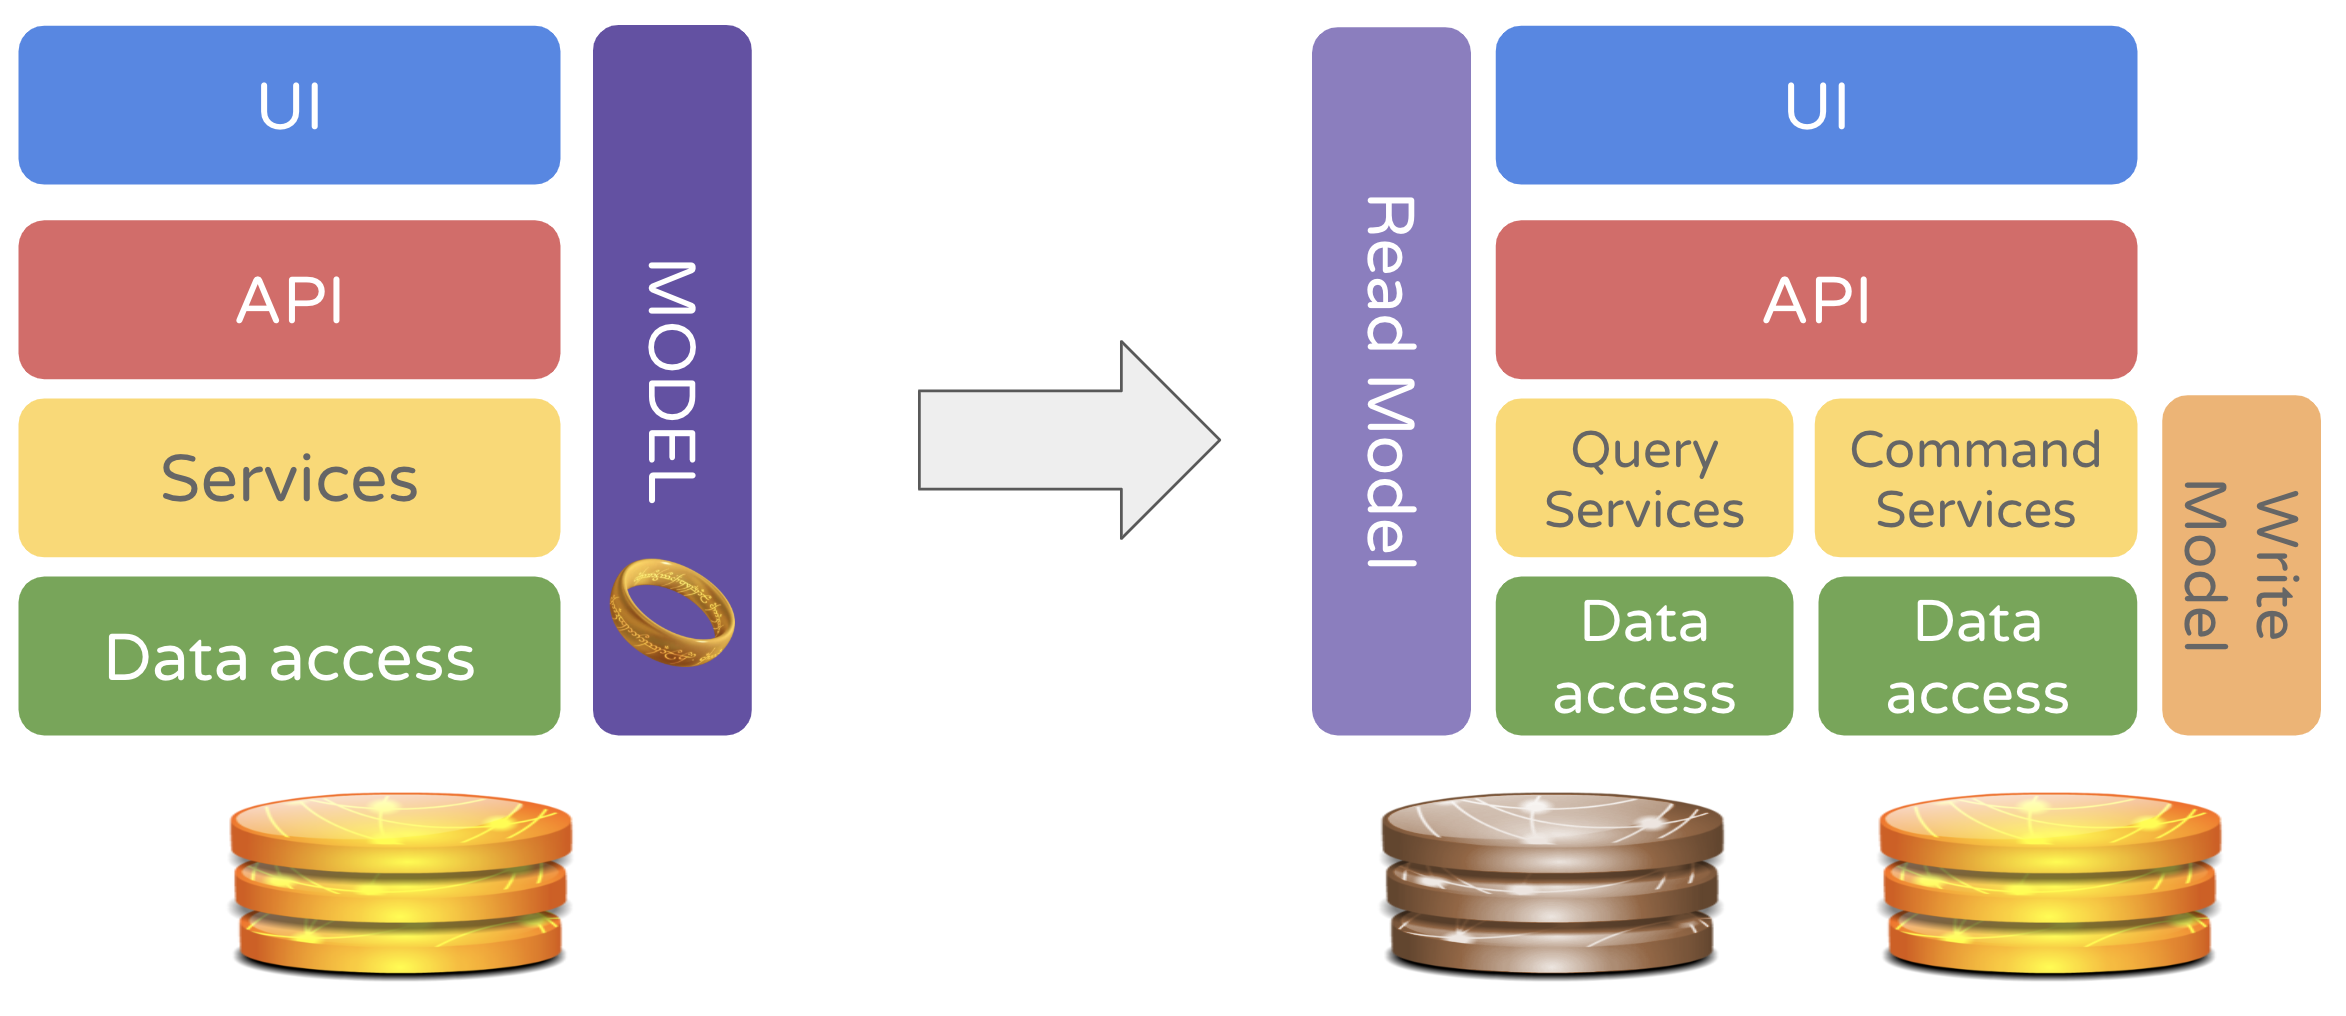 UI
API
Services
Data access
MODEL
Read Model
UI
API
Query
Services
Command
Services
Data
access
Data
access
Write
Model